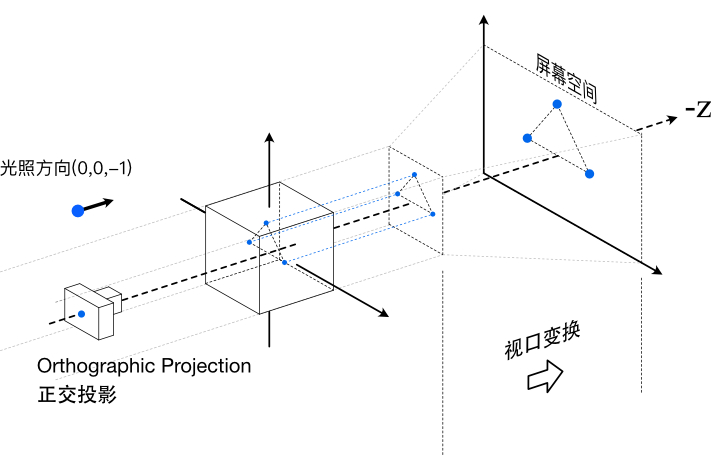 屏幕空间
-Z
光照方向(0,0,−1)
视口变换
Orthographic Projection
正交投影